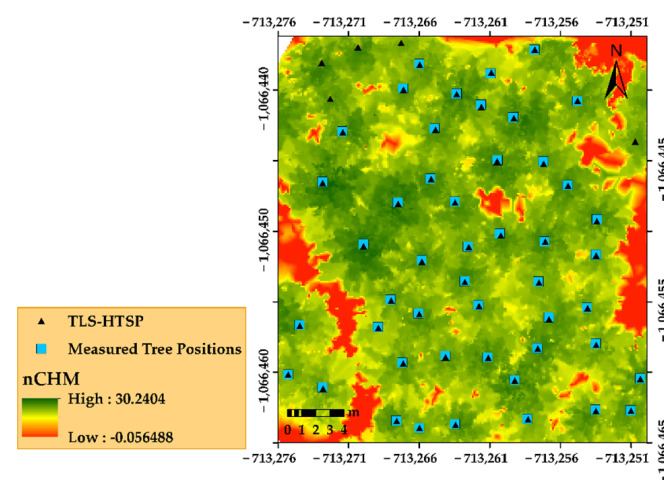 −713,276 −713,271 −713,266 −713,261 −713,256 −713,251
N
−1,066,440
−1,066,445
−1,066,450
−1,066,455
−1,066,460
−1,066,465
TLS-HTSP
Measured Tree Positions
nCHM
High : 30.2404
Low : -0.056488
m
0 1 2 3 4
−713,276 −713,271 −713,266 −713,261 −713,256 −713,251